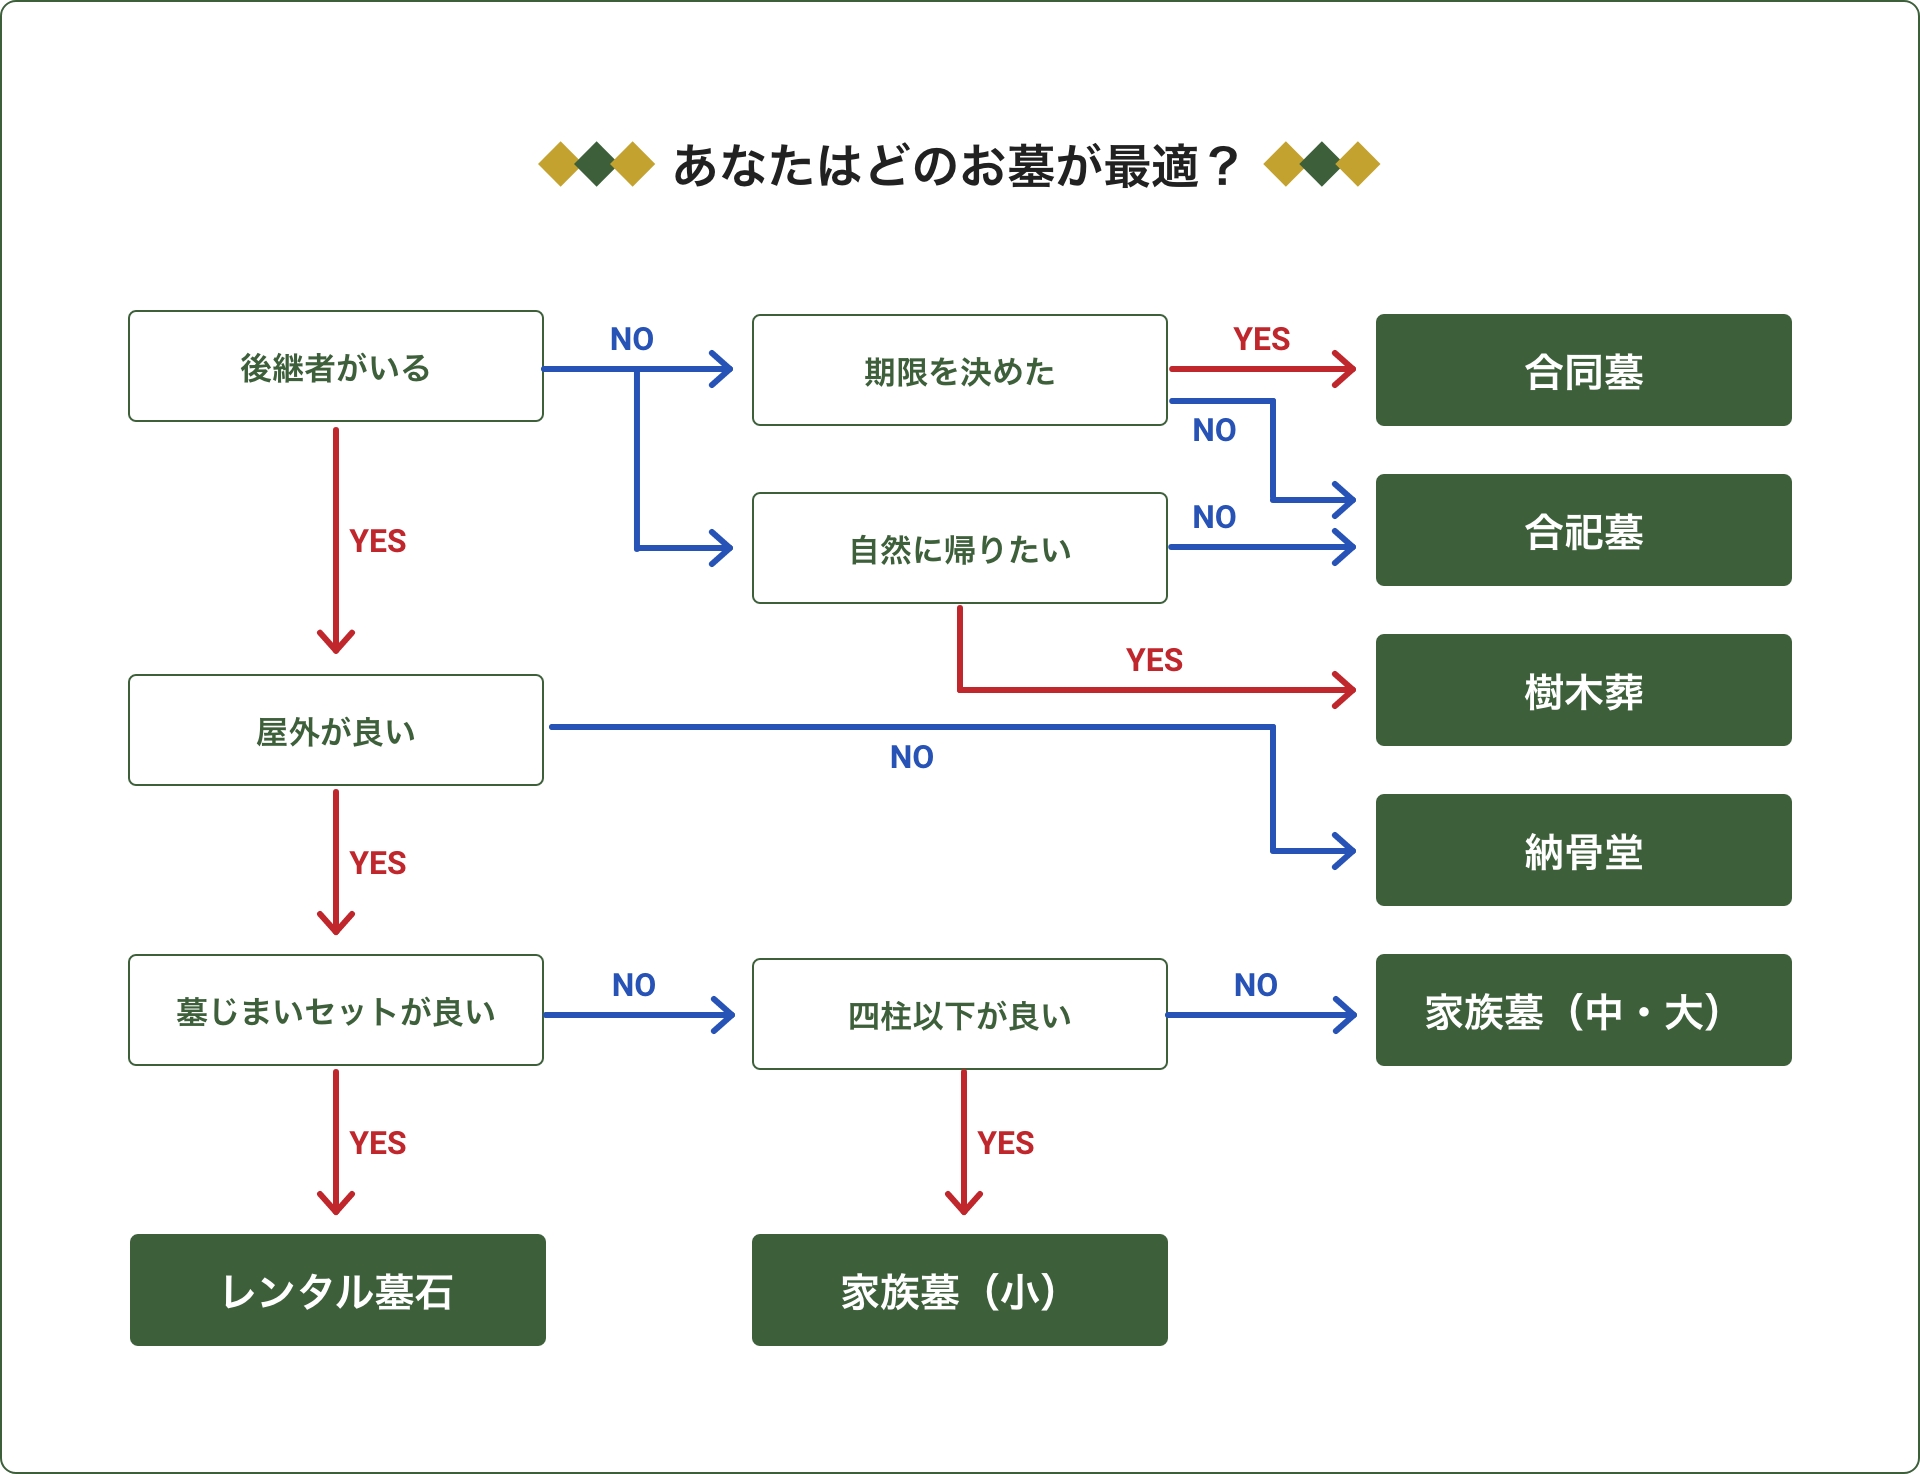 あなたはどのお墓が最適？
後継者がいる
NO
期限を決めた
YES
合同墓
NO
合祀墓
自然に帰りたい
NO
YES
YES
樹木葬
屋外が良い
NO
納骨堂
YES
墓じまいセットが良い
NO
四柱以下が良い
NO
家族墓（中・大）
YES
YES
レンタル墓石
家族墓（小）